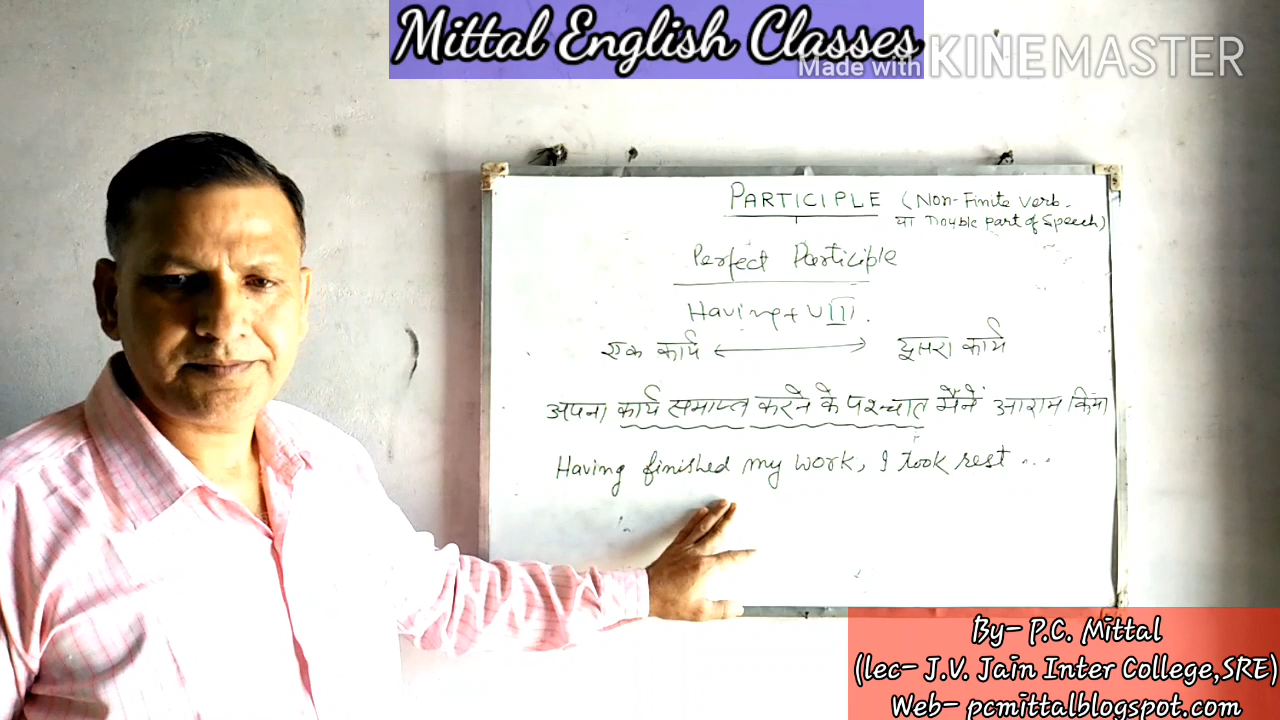 Mittal English Classes
Made with KINEMASTER
PARTICIPLE (Non-Finite Verb.
या Double part of Speech)
Perfect Participle
Having + VIII.
एक कार्य ⟷ दूसरा कार्य
अपना कार्य समाप्त करने के पश्चात मैंने आराम किया
Having finished my work, I took rest ...
By- P.C. Mittal
(lec- J.V. Jain Inter College,SRE)
Web- pcmittalblogspot.com